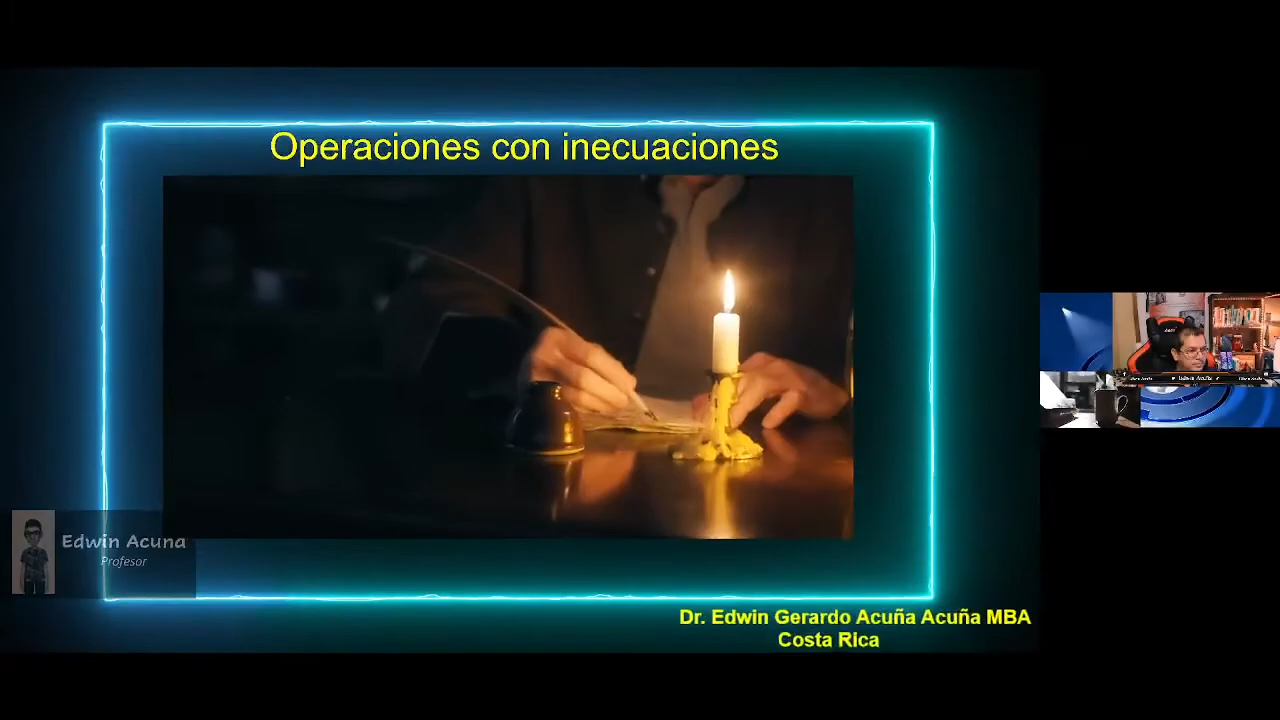 Operaciones con inecuaciones
Edwin Acuna
Profesor
Dr. Edwin Gerardo Acuña Acuña MBA
Costa Rica